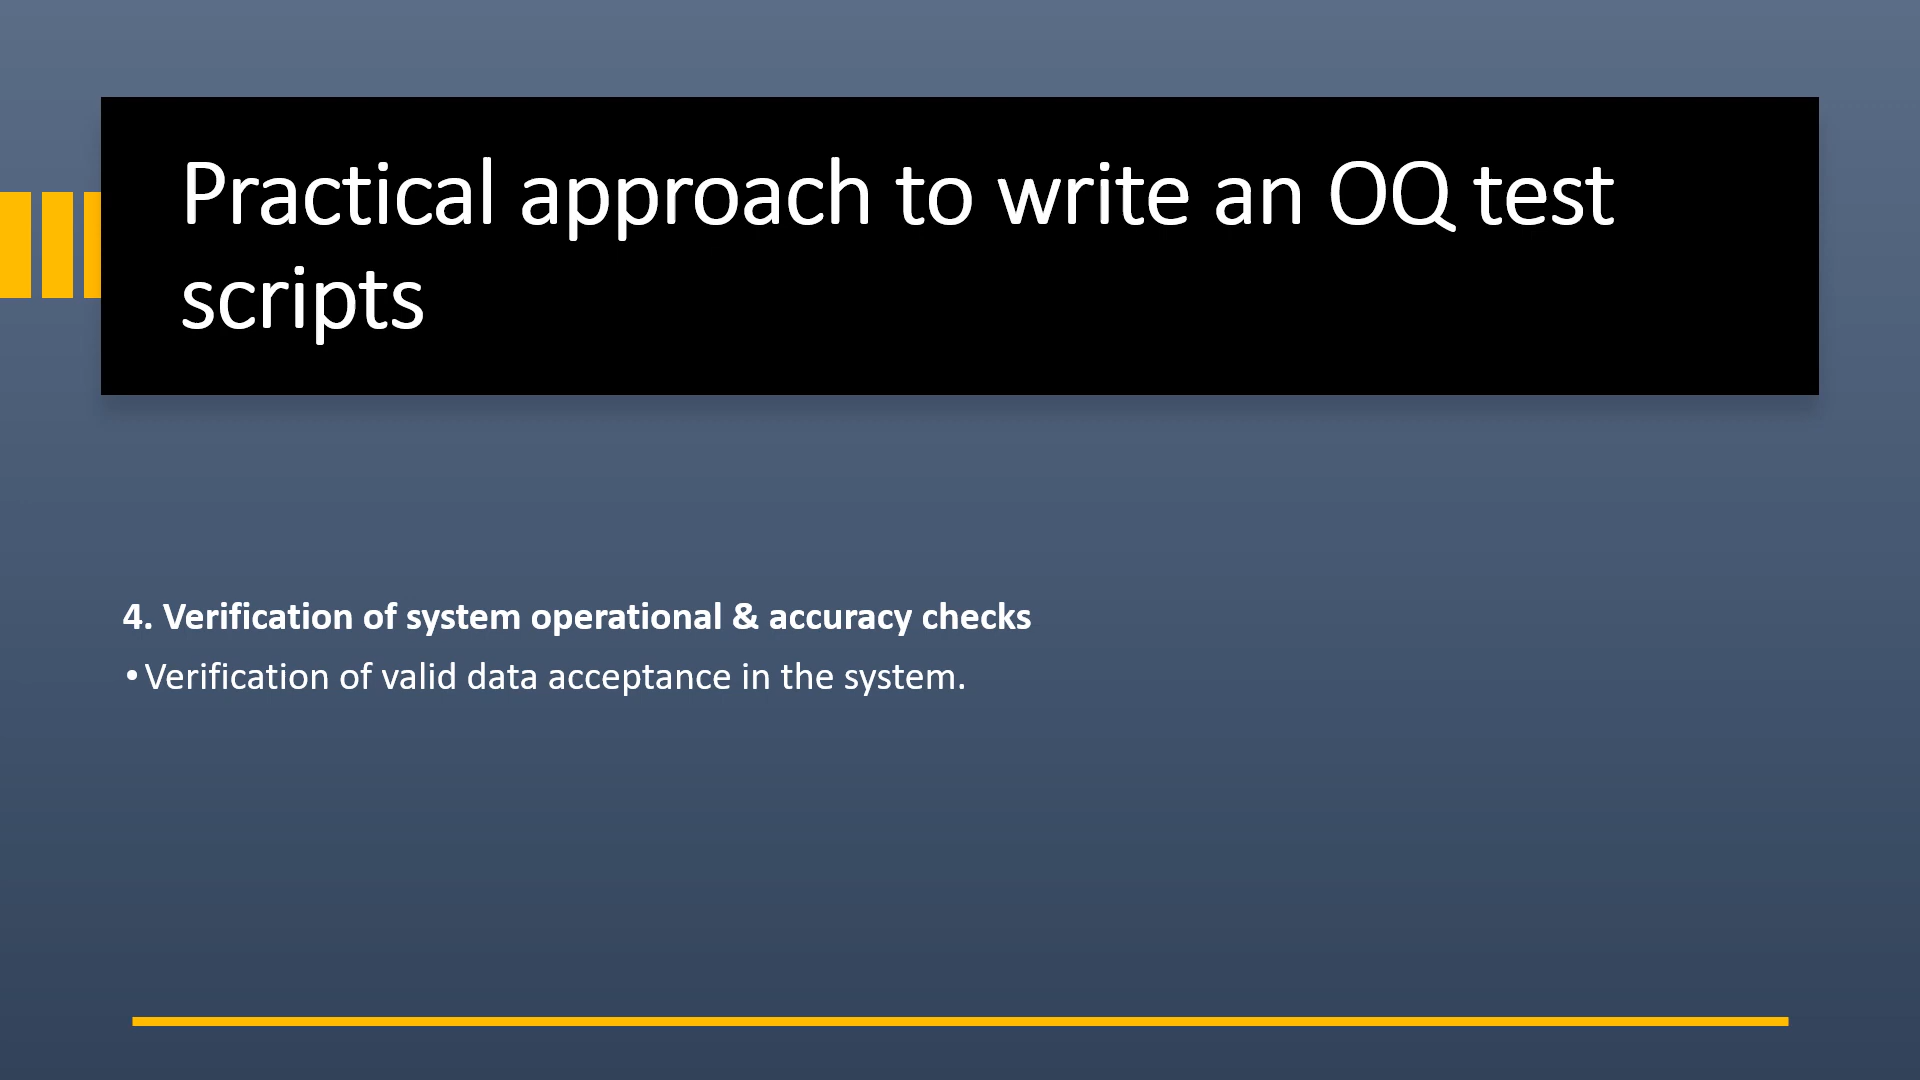 Practical approach to write an OQ test
scripts
4. Verification of system operational & accuracy checks
•Verification of valid data acceptance in the system.